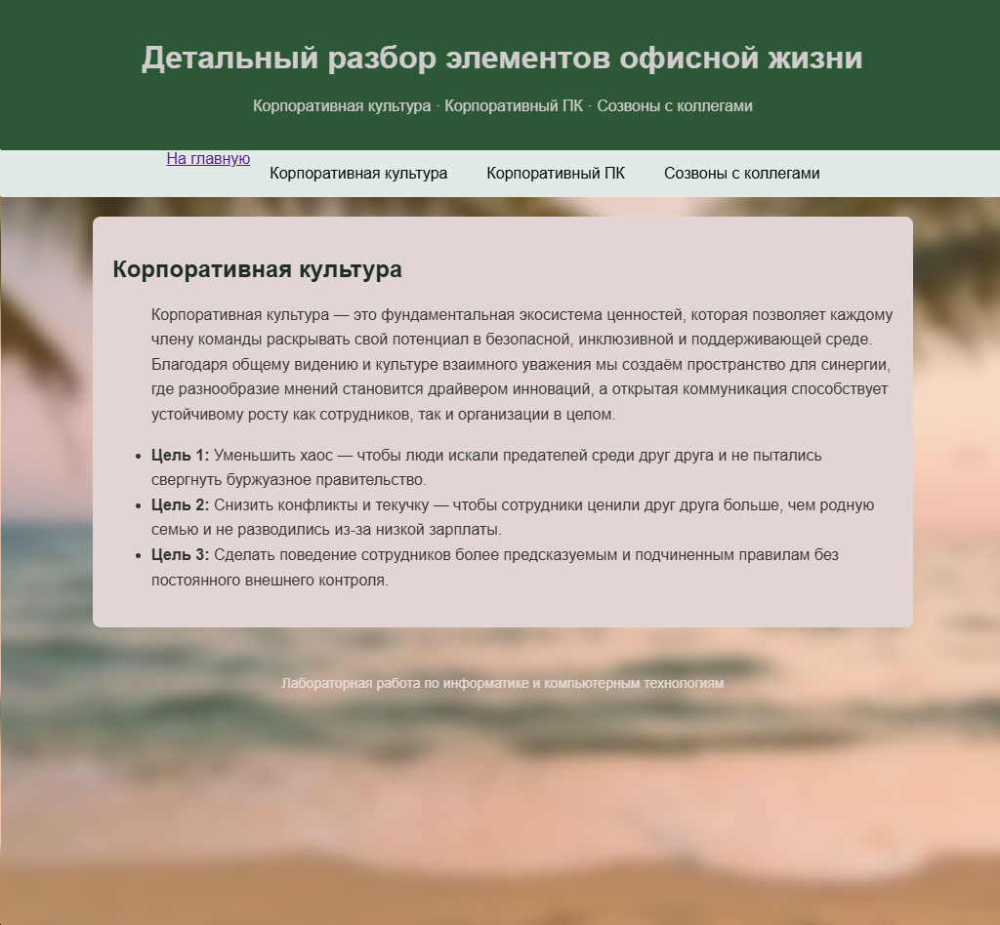 Детальный разбор элементов офисной жизни
Корпоративная культура · Корпоративный ПК · Созвоны с коллегами
На главную
Корпоративная культура Корпоративный ПК Созвоны с коллегами
Корпоративная культура
Корпоративная культура — это фундаментальная экосистема ценностей, которая позволяет каждому
члену команды раскрывать свой потенциал в безопасной, инклюзивной и поддерживающей среде.
Благодаря общему видению и культуре взаимного уважения мы создаём пространство для синергии,
где разнообразие мнений становится драйвером инноваций, а открытая коммуникация способствует
устойчивому росту как сотрудников, так и организации в целом.
• Цель 1: Уменьшить хаос — чтобы люди искали предателей среди друг друга и не пытались
свергнуть буржуазное правительство.
• Цель 2: Снизить конфликты и текучку — чтобы сотрудники ценили друг друга больше, чем родную
семью и не разводились из-за низкой зарплаты.
• Цель 3: Сделать поведение сотрудников более предсказуемым и подчиненным правилам без
постоянного внешнего контроля.
Лабораторная работа по информатике и компьютерным технологиям